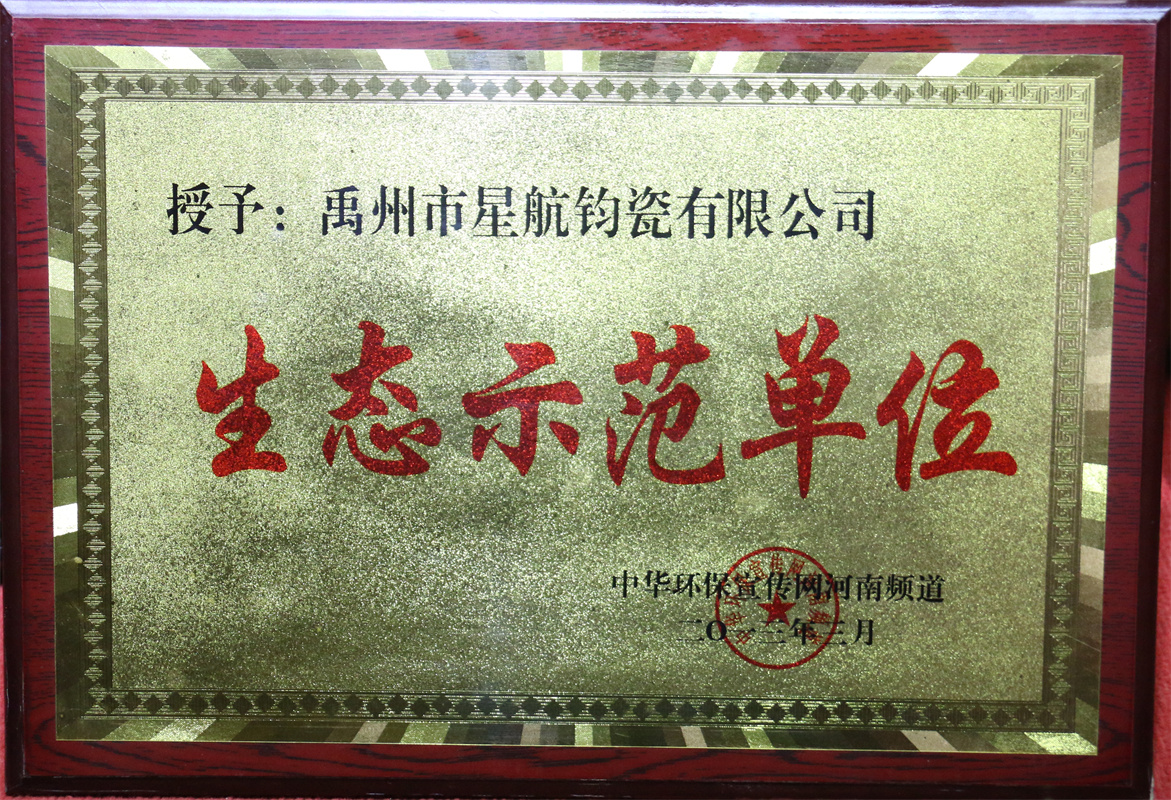 授予：禹州市星航钧瓷有限公司
生态示范单位
中华环保宣传网河南频道
二O一三年三月